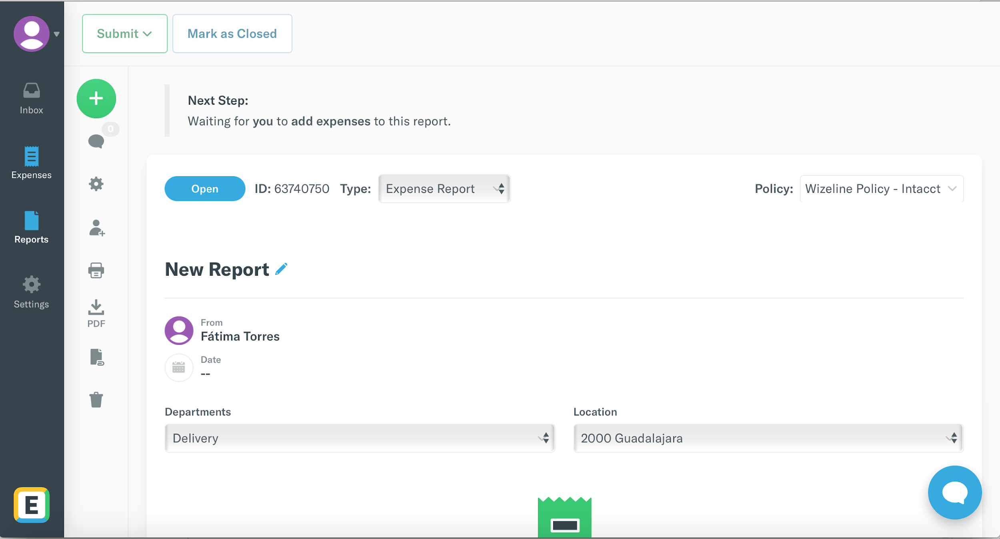 Submit
Mark as Closed
Inbox
Expenses
Reports
Settings
E
0
PDF
Next Step:
Waiting for you to add expenses to this report.
Open ID: 63740750 Type: Expense Report Policy: Wizeline Policy - Intacct
New Report
From
Fátima Torres
Date
--
Departments Location
Delivery 2000 Guadalajara